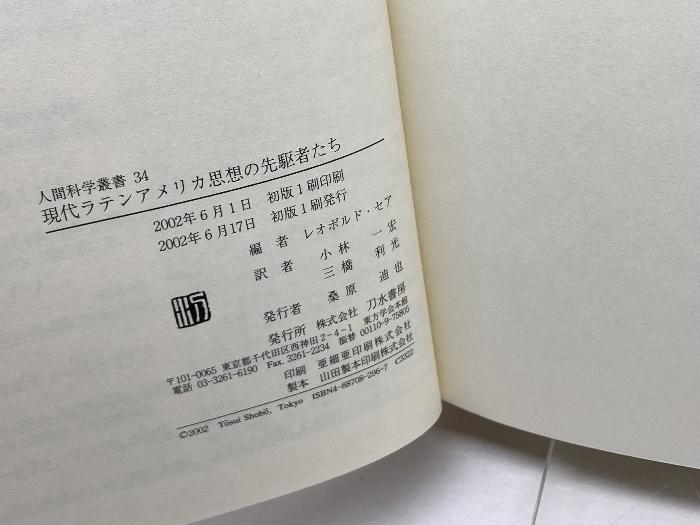 人間科学叢書 34
現代ラテンアメリカ思想の先駆者たち
2002年6月1日 初版1刷印刷
2002年6月17日 初版1刷発行
編者 レオポルド・セア
訳者 小林一宏
三橋利光
発行者 桑原迪也
発行所 株式会社 刀水書房
〒101-0065 東京都千代田区西神田2-4-1 東方学会本館
電話 03-3261-6190 Fax. 3261-2234 振替 00110-9-75805
印刷 亜細亜印刷株式会社
製本 山田製本印刷株式会社
©2002 Tōsui Shobō, Tokyo ISBN4-88708-296-7 C3322